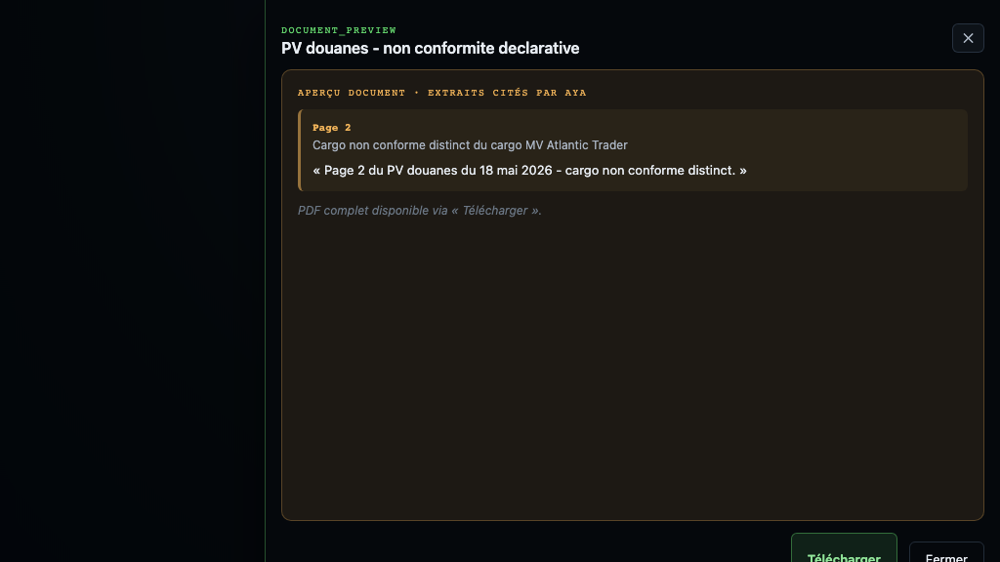 DOCUMENT_PREVIEW
PV douanes - non conformite declarative
APERÇU DOCUMENT · EXTRAITS CITÉS PAR AYA
Page 2
Cargo non conforme distinct du cargo MV Atlantic Trader
« Page 2 du PV douanes du 18 mai 2026 - cargo non conforme distinct. »
PDF complet disponible via « Télécharger ».
Télécharger
Fermer